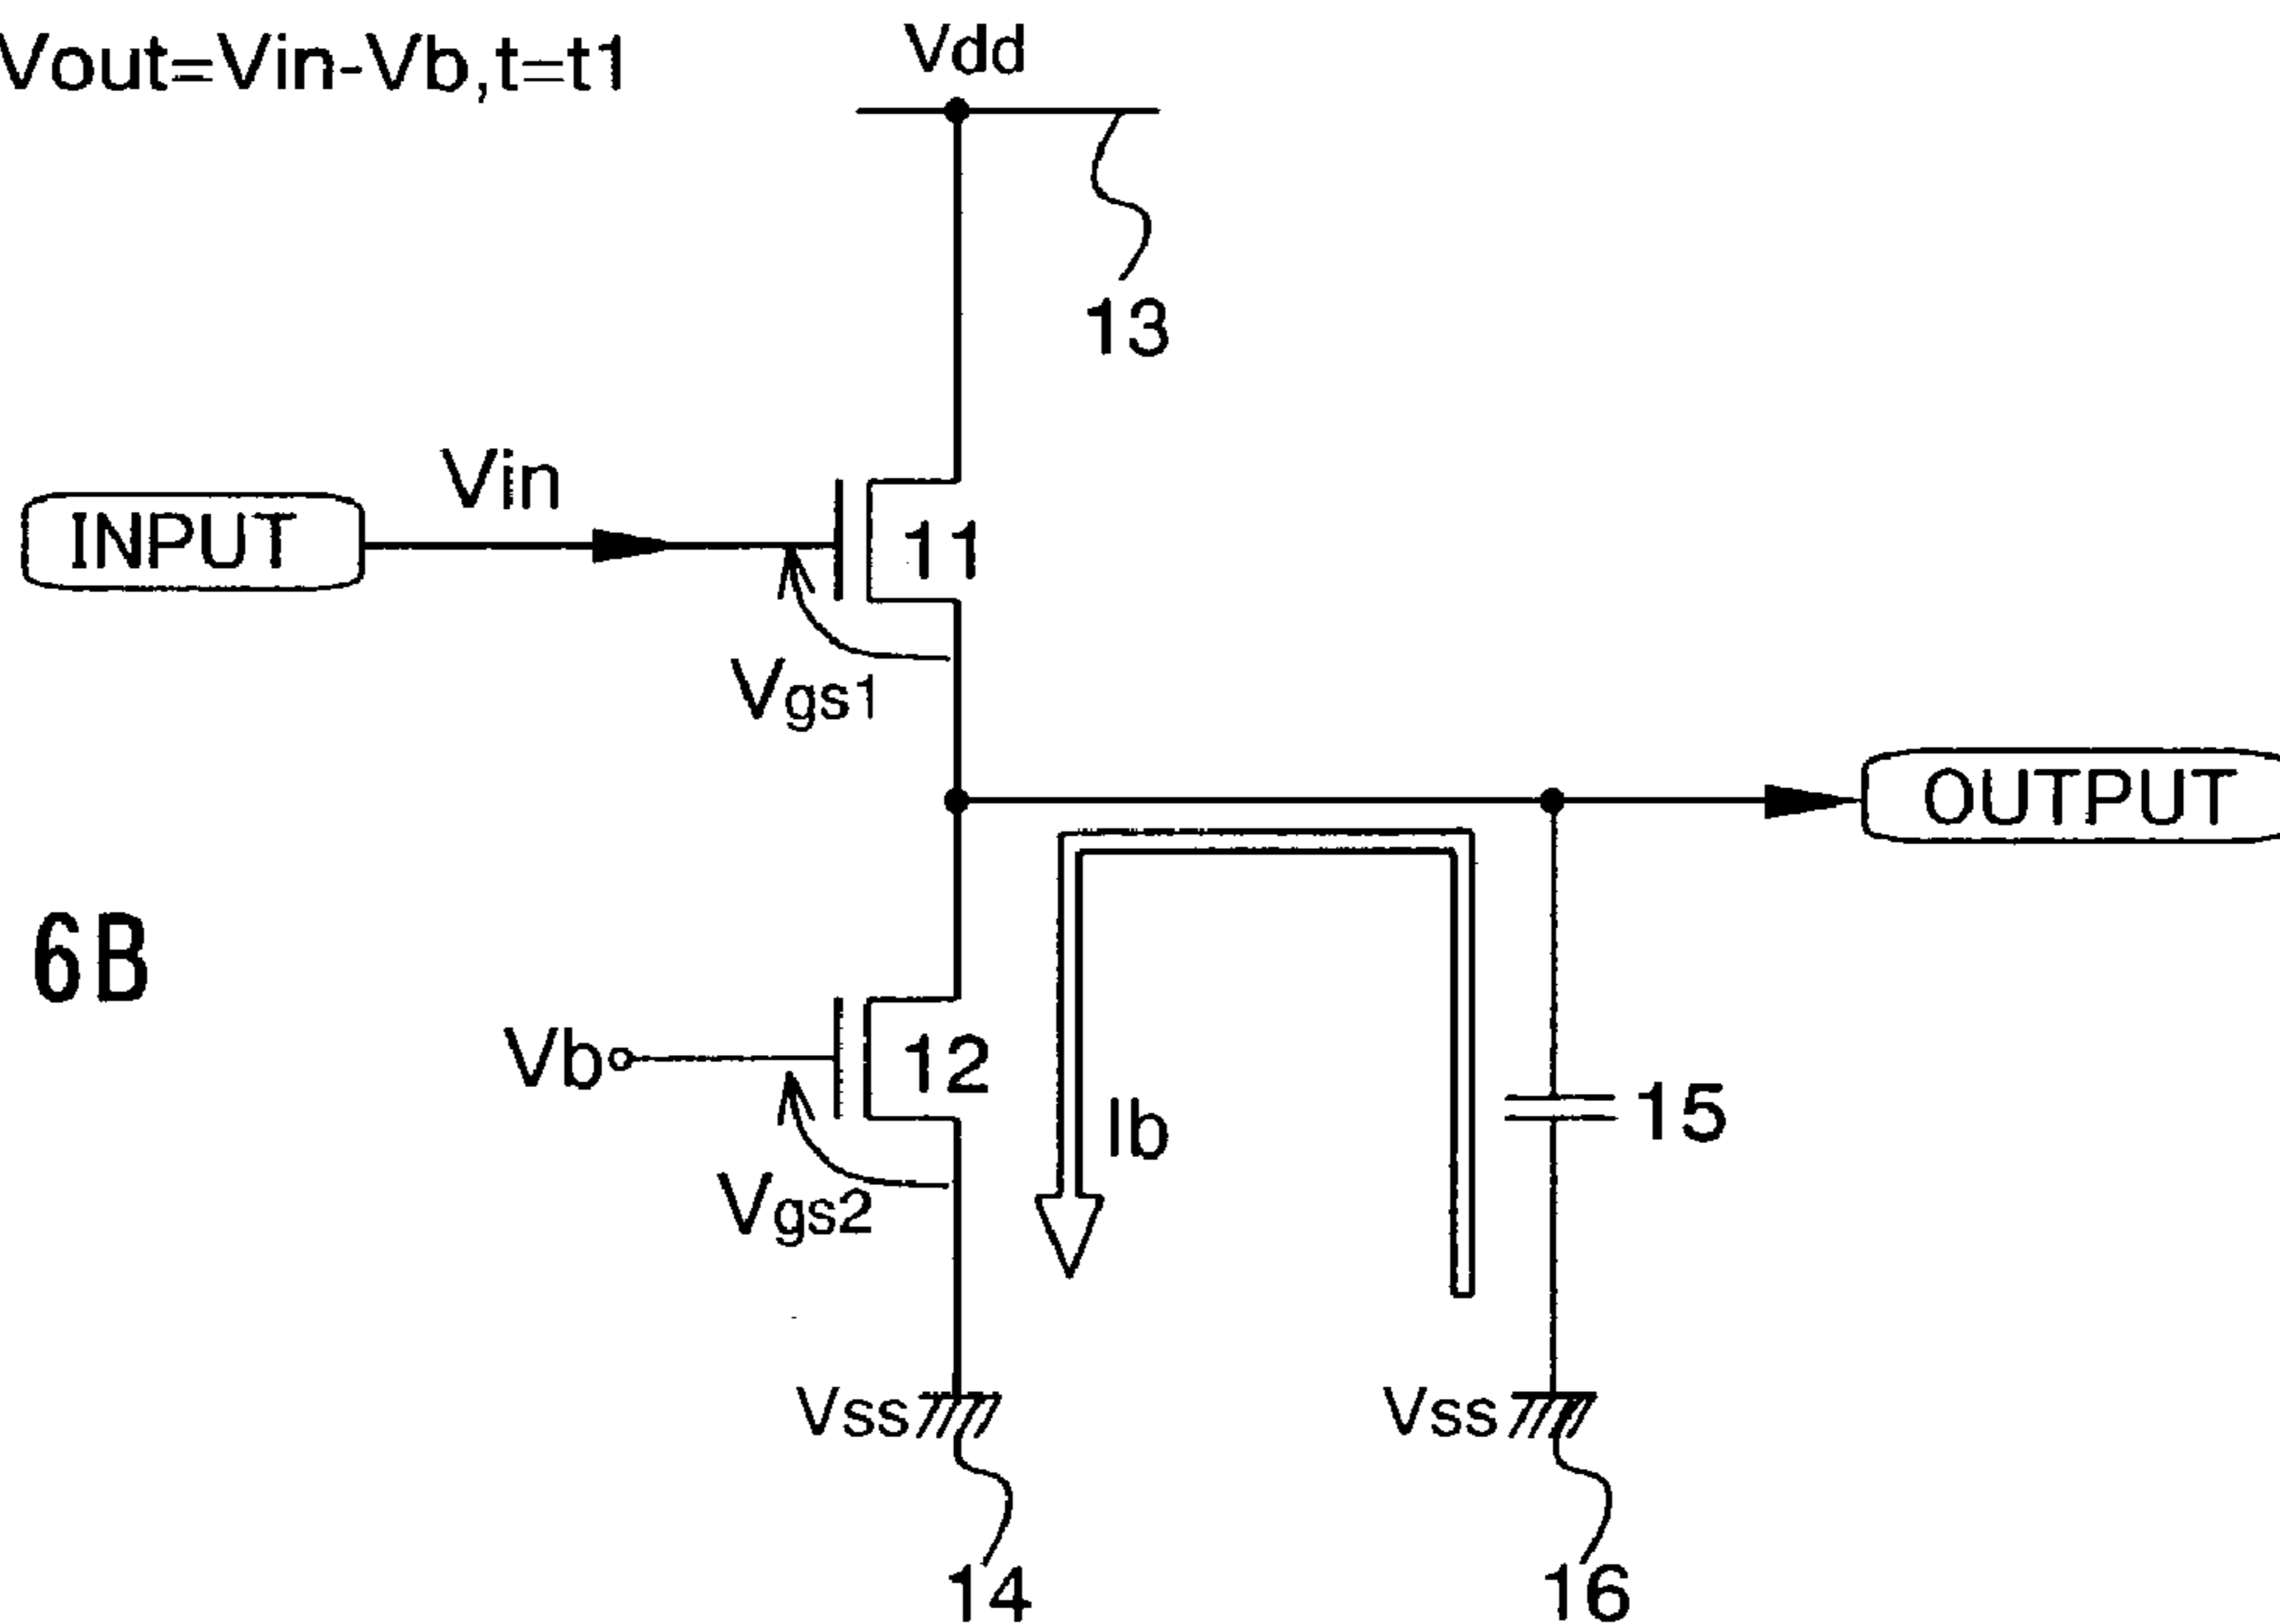 Vout=Vin-Vb,t=t1
Vdd
13
Vin
INPUT
11
Vgs1
OUTPUT
6B
Vb
12
15
Ib
Vgs2
Vss
Vss
14
16